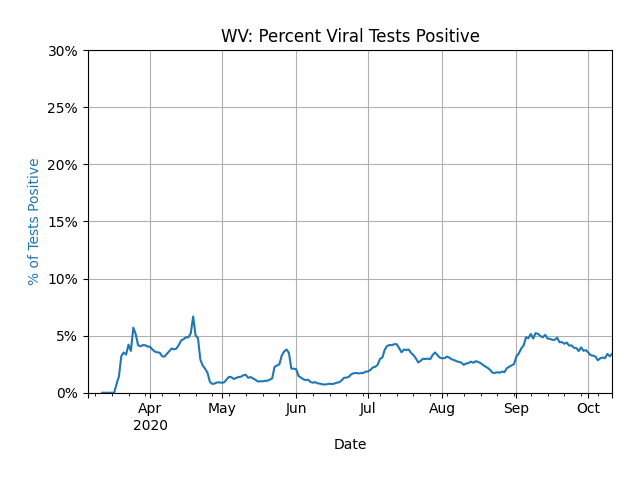 WV: Percent Viral Tests Positive
30%
25%
20%
15%
10%
5%
0%
% of Tests Positive
Apr May Jun Jul Aug Sep Oct
2020
Date